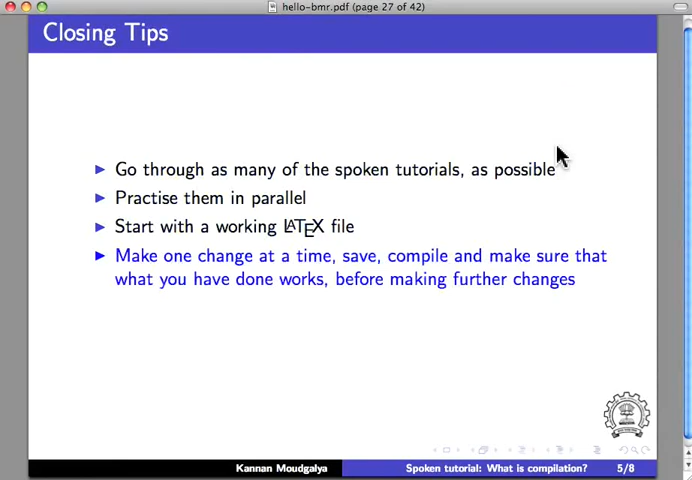 hello-bmr.pdf (page 27 of 42)
Closing Tips
Go through as many of the spoken tutorials, as possible
Practise them in parallel
Start with a working LATEX file
Make one change at a time, save, compile and make sure that
what you have done works, before making further changes
Kannan Moudgalya
Spoken tutorial: What is compilation?
5/8